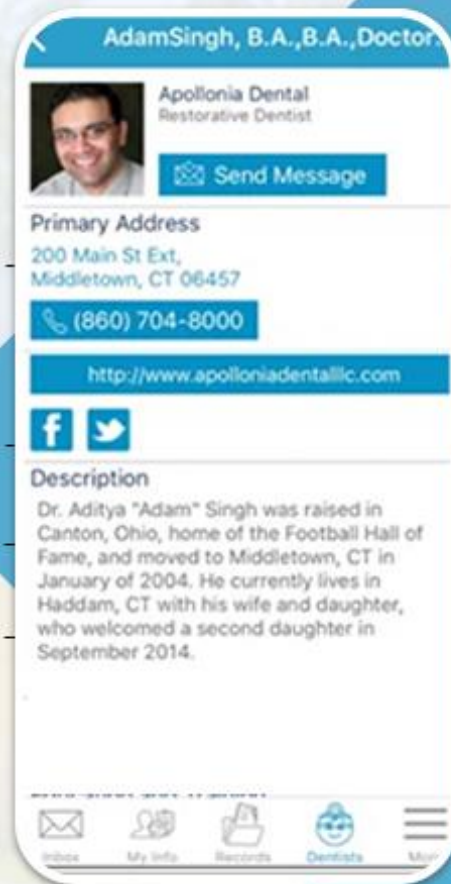 AdamSingh, B.A.,B.A.,Doctor.
Apollonia Dental
Restorative Dentist
Send Message
Primary Address
200 Main St Ext,
Middletown, CT 06457
(860) 704-8000
http://www.apolloniadentalllc.com
Description
Dr. Aditya "Adam" Singh was raised in
Canton, Ohio, home of the Football Hall of
Fame, and moved to Middletown, CT in
January of 2004. He currently lives in
Haddam, CT with his wife and daughter,
who welcomed a second daughter in
September 2014.
Inbox My Info Records Dentists